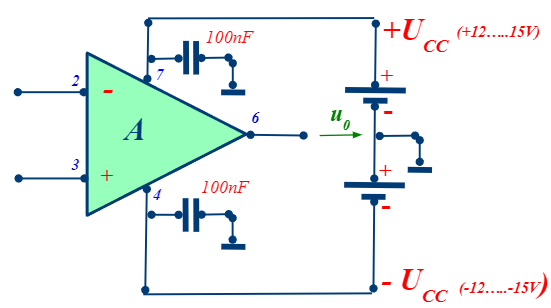 +UCC (+12.....15V)
100nF
7
+
2
-
-
6
u0
A
3
+
+
100nF
4
-
- UCC (-12.....-15V)